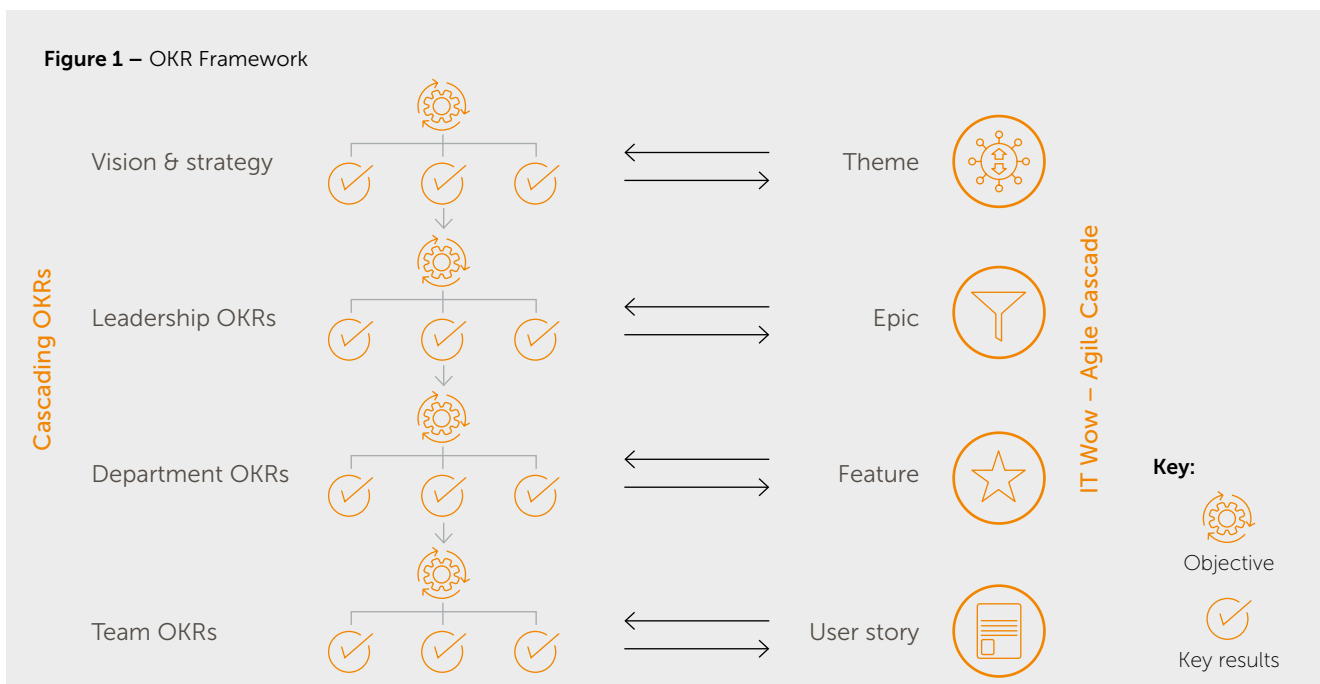 Figure 1 – OKR Framework
Cascading OKRs
Vision & strategy
Theme
Leadership OKRs
Epic
Department OKRs
Feature
Team OKRs
User story
IT Wow – Agile Cascade
Key:
Objective
Key results